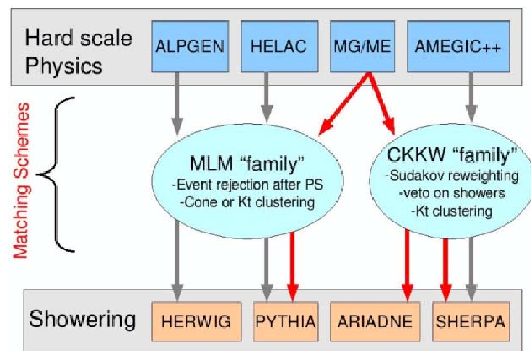 Hard scale
Physics
ALPGEN
HELAC
MG/ME
AMEGIC++
Matching Schemes
MLM “family”
-Event rejection after PS
-Cone or Kt clustering
CKKW “family”
-Sudakov reweighting
-veto on showers
-Kt clustering
Showering
HERWIG
PYTHIA
ARIADNE
SHERPA